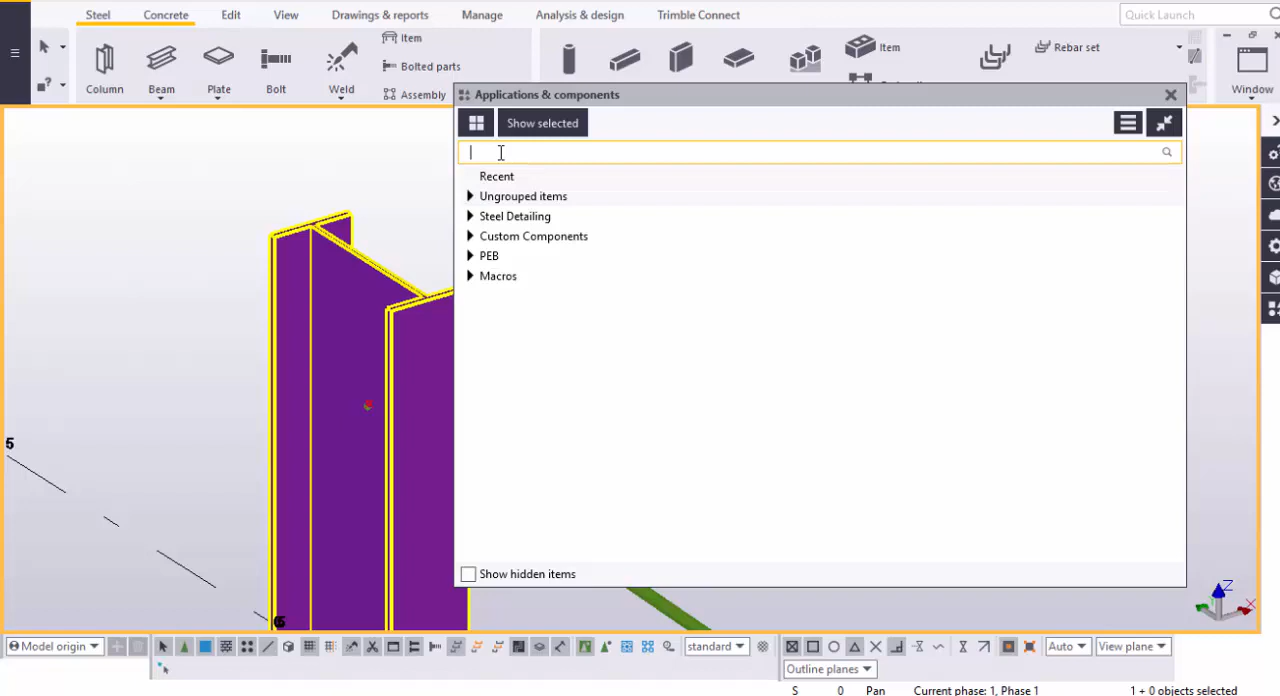 Steel Concrete Edit View Drawings & reports Manage Analysis & design Trimble Connect Quick Launch
Item Item Rebar set
Bolted parts
Column Beam Plate Bolt Weld Assembly Window
Applications & components
Show selected
Recent
Ungrouped items
Steel Detailing
Custom Components
PEB
Macros
5
Show hidden items
Z
X
6
Model origin standard Auto View plane
Outline planes
S 0 Pan Current phase: 1, Phase 1 1 + 0 objects selected